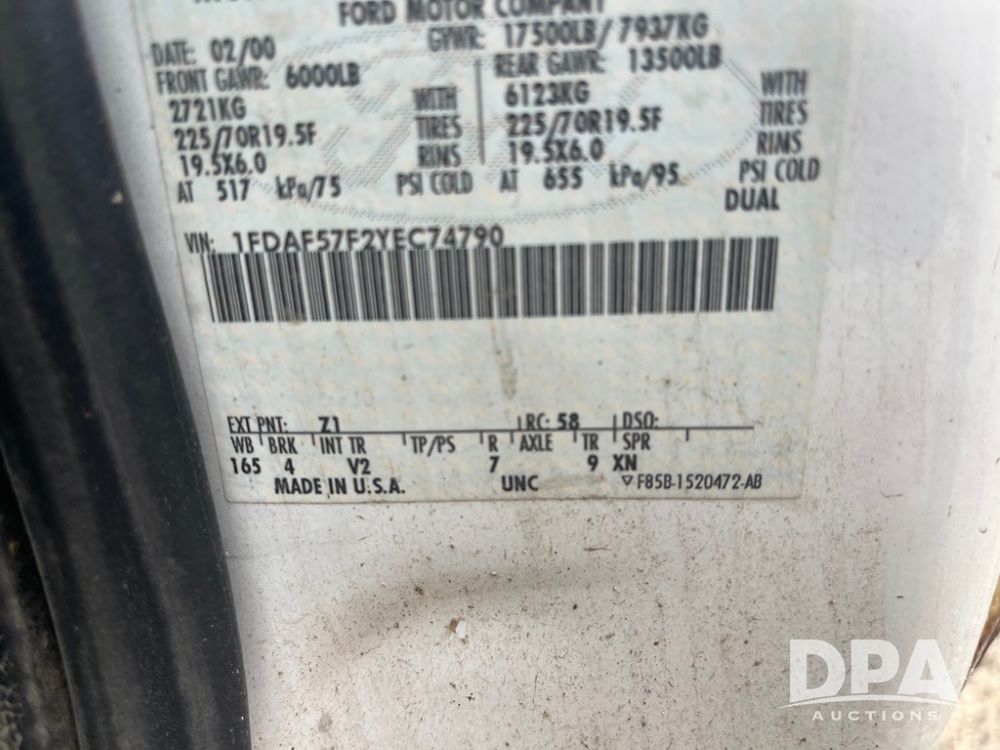 FORD MOTOR COMPANY
DATE: 02/00 GVWR: 17500LB/ 7937KG
FRONT GAWR: 6000LB REAR GAWR: 13500LB
2721KG WITH 6123KG WITH
225/70R19.5F TIRES 225/70R19.5F TIRES
19.5X6.0 RIMS 19.5X6.0 RIMS
AT 517 kPa/75 PSI COLD AT 655 kPa/95 PSI COLD
DUAL
VIN: 1FDAF57F2YEC74790
EXT PNT: Z1 RC: 58 DSO:
WB BRK INT TR TP/PS R AXLE TR SPR
165 4 V2 7 9 XN
MADE IN U.S.A. UNC ▽F85B-1520472-AB
DPA
AUCTIONS